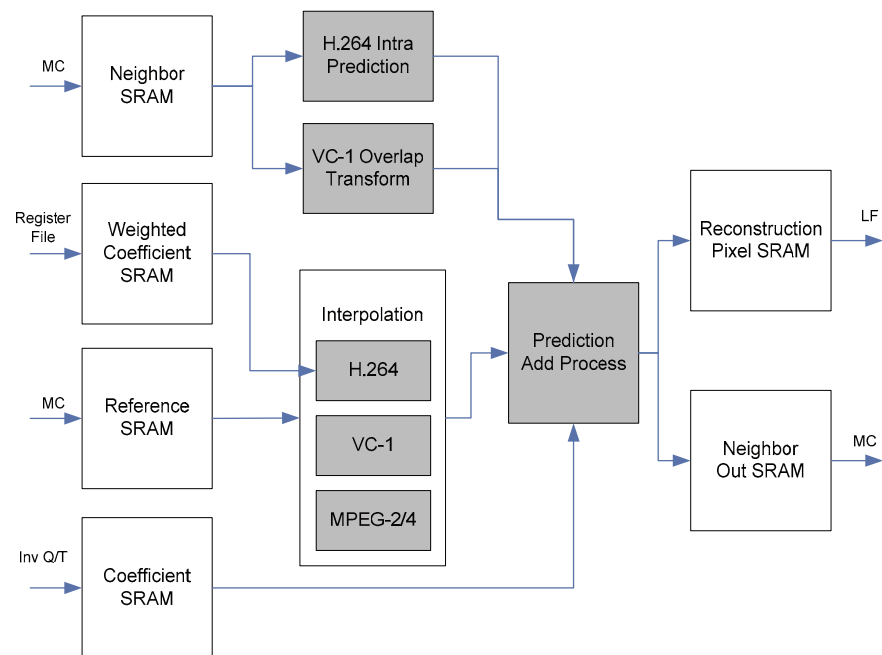 MC
Neighbor
SRAM
H.264 Intra
Prediction
VC-1 Overlap
Transform
Register
File
Weighted
Coefficient
SRAM
Interpolation
H.264
VC-1
MPEG-2/4
MC
Reference
SRAM
Inv Q/T
Coefficient
SRAM
Prediction
Add Process
Reconstruction
Pixel SRAM
LF
Neighbor
Out SRAM
MC